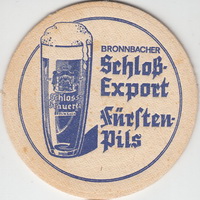 BRONNBACHER
Schloß-
Export
Fürsten-
Pils